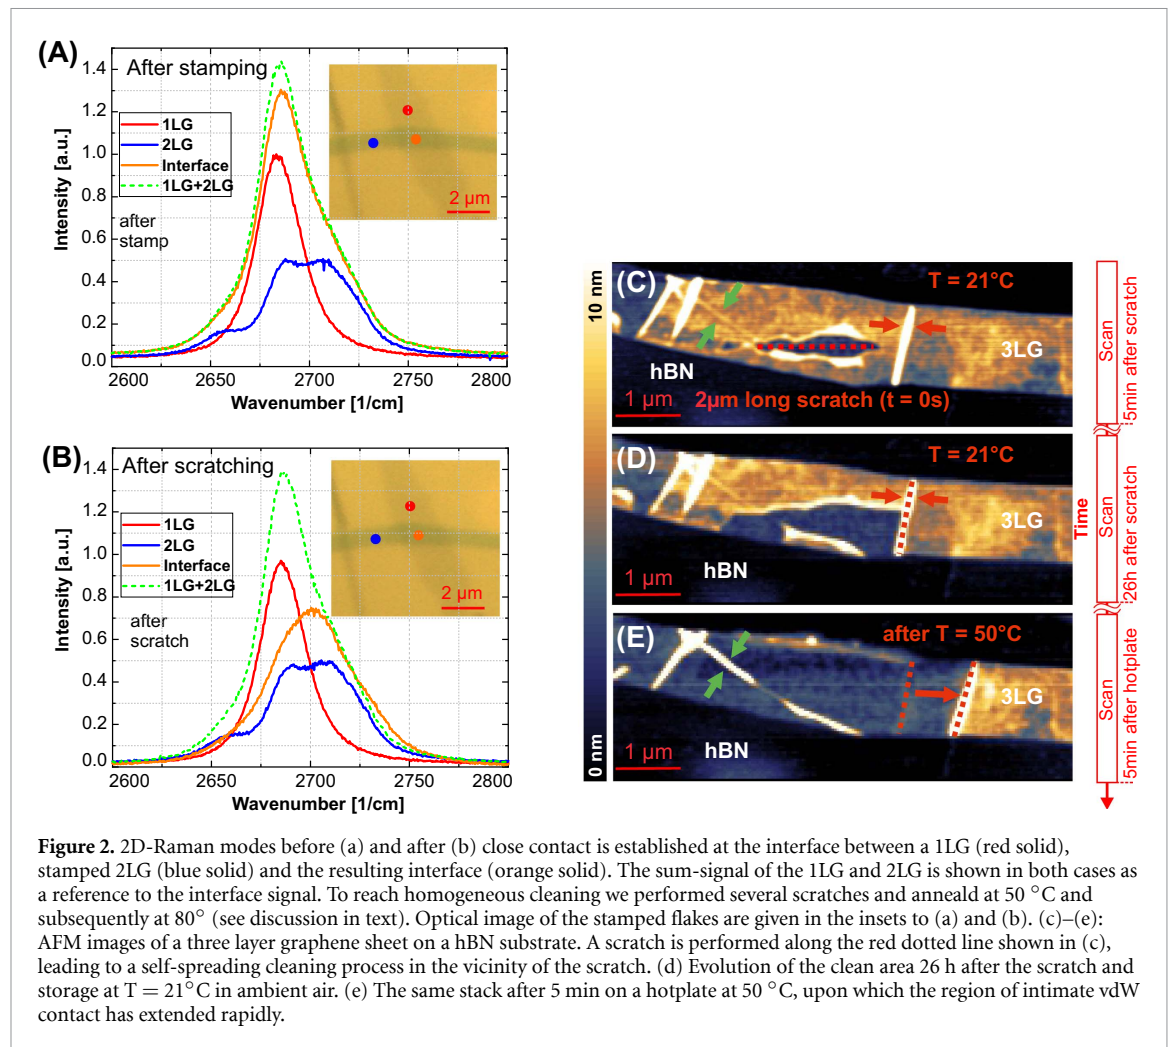 (A)
After stamping
1LG
2LG
Interface
1LG+2LG
after
stamp
2 µm
Intensity [a.u.]
1.4
1.2
1.0
0.8
0.6
0.4
0.2
0.0
2600 2650 2700 2750 2800
Wavenumber [1/cm]
(B)
After scratching
1LG
2LG
Interface
1LG+2LG
after
scratch
2 µm
Intensity [a.u.]
1.4
1.2
1.0
0.8
0.6
0.4
0.2
0.0
2600 2650 2700 2750 2800
Wavenumber [1/cm]
10 nm
0 nm
(C)
T = 21°C
3LG
hBN
1 µm
2µm long scratch (t = 0s)
(D)
T = 21°C
3LG
hBN
1 µm
(E)
after T = 50°C
3LG
hBN
1 µm
Time
Scan
5min after scratch
Scan
26h after scratch
Scan
5min after hotplate
Figure 2. 2D-Raman modes before (a) and after (b) close contact is established at the interface between a 1LG (red solid),
stamped 2LG (blue solid) and the resulting interface (orange solid). The sum-signal of the 1LG and 2LG is shown in both cases as
a reference to the interface signal. To reach homogeneous cleaning we performed several scratches and anneald at 50 °C and
subsequently at 80° (see discussion in text). Optical image of the stamped flakes are given in the insets to (a) and (b). (c)–(e):
AFM images of a three layer graphene sheet on a hBN substrate. A scratch is performed along the red dotted line shown in (c),
leading to a self-spreading cleaning process in the vicinity of the scratch. (d) Evolution of the clean area 26 h after the scratch and
storage at T = 21°C in ambient air. (e) The same stack after 5 min on a hotplate at 50 °C, upon which the region of intimate vdW
contact has extended rapidly.